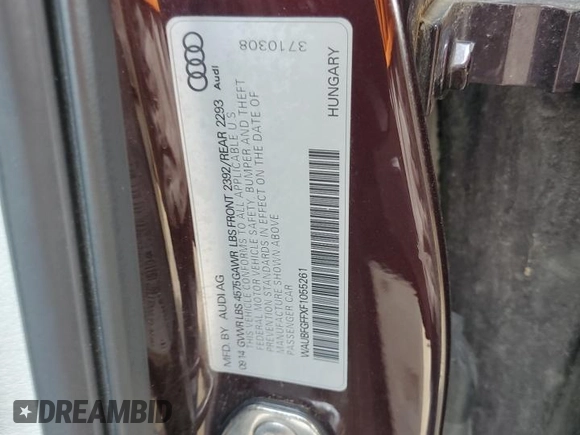 MFD. BY AUDI AG
09.14 GVWR LBS 4575 GAWR LBS FRONT 2392/REAR 2293
THIS VEHICLE CONFORMS TO ALL APPLICABLE U.S.
FEDERAL MOTOR VEHICLE SAFETY, BUMPER AND THEFT
PREVENTION STANDARDS IN EFFECT ON THE DATE OF
MANUFACTURE SHOWN ABOVE
PASSENGER CAR
WAUBFGFFXF1055261
Audi
3710308
HUNGARY
DREAMBID